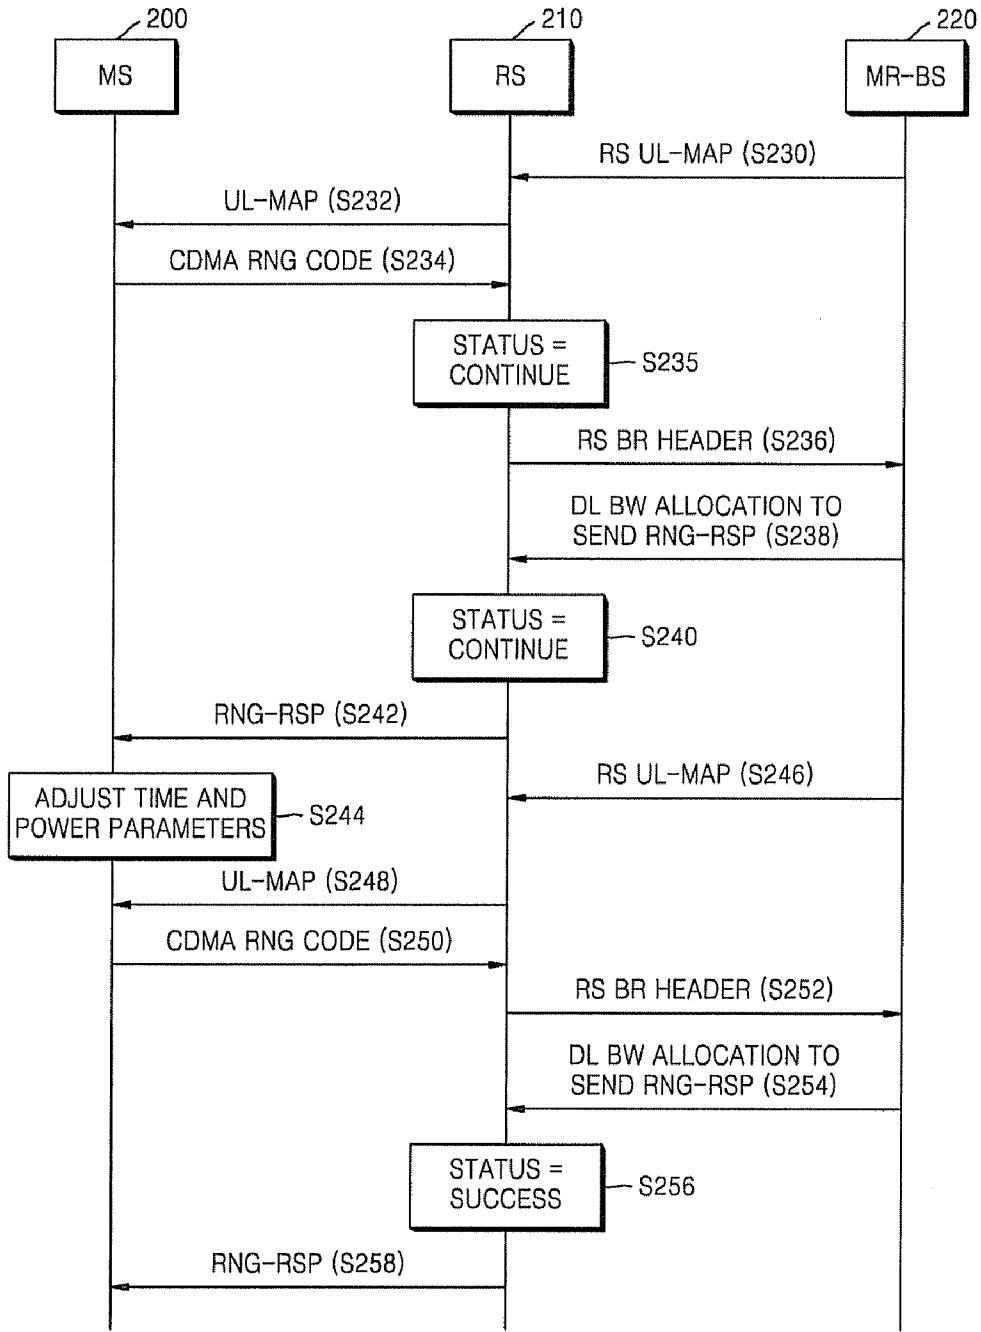 200
210
220
MS
RS
MR-BS
RS UL-MAP (S230)
UL-MAP (S232)
CDMA RNG CODE (S234)
STATUS =
CONTINUE
S235
RS BR HEADER (S236)
DL BW ALLOCATION TO
SEND RNG-RSP (S238)
STATUS =
CONTINUE
S240
RNG-RSP (S242)
RS UL-MAP (S246)
ADJUST TIME AND
POWER PARAMETERS
S244
UL-MAP (S248)
CDMA RNG CODE (S250)
RS BR HEADER (S252)
DL BW ALLOCATION TO
SEND RNG-RSP (S254)
STATUS =
SUCCESS
S256
RNG-RSP (S258)